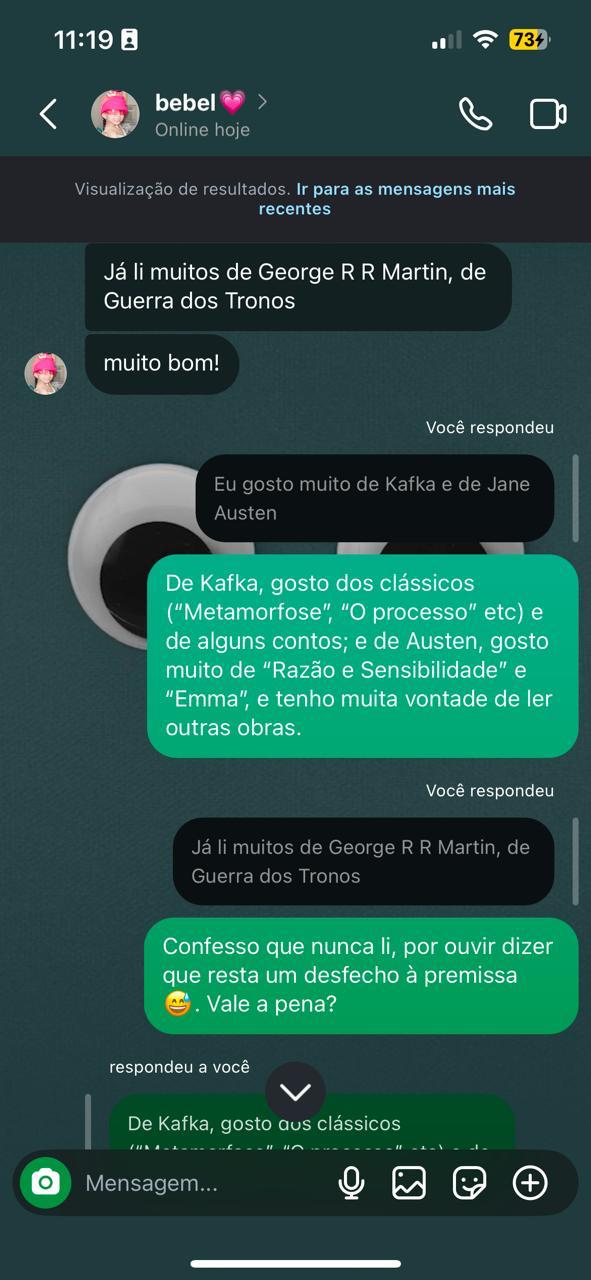 11:19
73
bebel
Online hoje
Visualização de resultados. Ir para as mensagens mais
recentes
Já li muitos de George R R Martin, de
Guerra dos Tronos
muito bom!
Você respondeu
Eu gosto muito de Kafka e de Jane
Austen
De Kafka, gosto dos clássicos
(“Metamorfose”, “O processo” etc) e
de alguns contos; e de Austen, gosto
muito de “Razão e Sensibilidade” e
“Emma”, e tenho muita vontade de ler
outras obras.
Você respondeu
Já li muitos de George R R Martin, de
Guerra dos Tronos
Confesso que nunca li, por ouvir dizer
que resta um desfecho à premissa
😅. Vale a pena?
respondeu a você
De Kafka, gosto dos clássicos
(“Metamorfose”, “O processo” etc) e de
Mensagem...